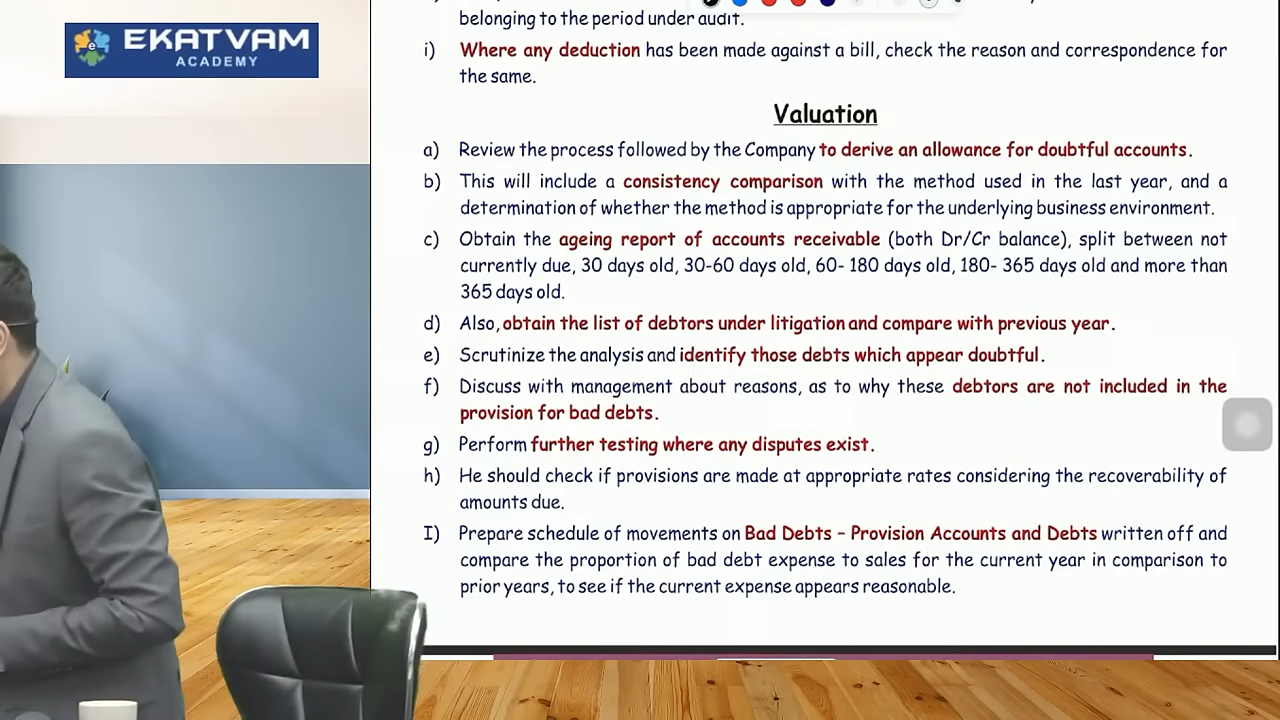 EKATVAM
ACADEMY
belonging to the period under audit.
i) Where any deduction has been made against a bill, check the reason and correspondence for
the same.
Valuation
a) Review the process followed by the Company to derive an allowance for doubtful accounts.
b) This will include a consistency comparison with the method used in the last year, and a
determination of whether the method is appropriate for the underlying business environment.
c) Obtain the ageing report of accounts receivable (both Dr/Cr balance), split between not
currently due, 30 days old, 30-60 days old, 60- 180 days old, 180- 365 days old and more than
365 days old.
d) Also, obtain the list of debtors under litigation and compare with previous year.
e) Scrutinize the analysis and identify those debts which appear doubtful.
f) Discuss with management about reasons, as to why these debtors are not included in the
provision for bad debts.
g) Perform further testing where any disputes exist.
h) He should check if provisions are made at appropriate rates considering the recoverability of
amounts due.
I) Prepare schedule of movements on Bad Debts – Provision Accounts and Debts written off and
compare the proportion of bad debt expense to sales for the current year in comparison to
prior years, to see if the current expense appears reasonable.